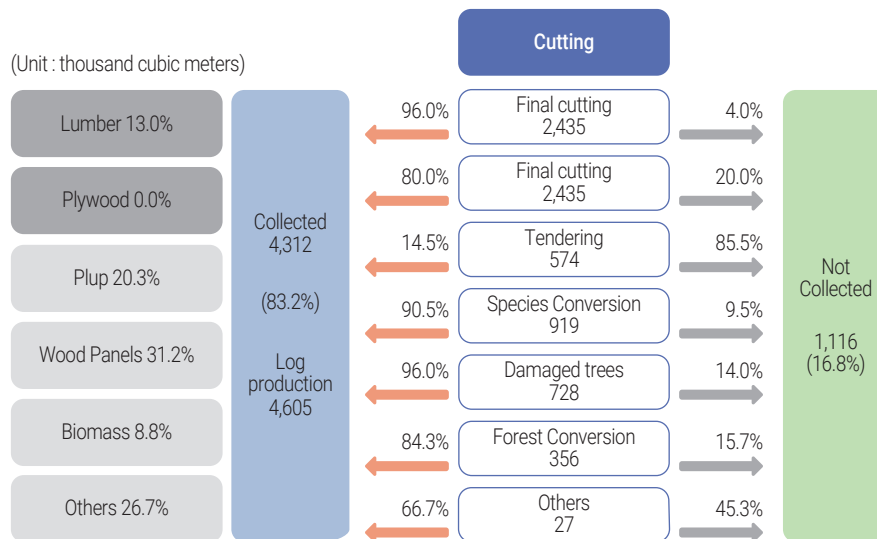 Cutting
(Unit : thousand cubic meters)
Lumber 13.0%
Plywood 0.0%
Plup 20.3%
Wood Panels 31.2%
Biomass 8.8%
Others 26.7%
Collected
4,312
(83.2%)
Log
production
4,605
96.0%
Final cutting
2,435
4.0%
80.0%
Final cutting
2,435
20.0%
14.5%
Tendering
574
85.5%
90.5%
Species Conversion
919
9.5%
96.0%
Damaged trees
728
14.0%
84.3%
Forest Conversion
356
15.7%
66.7%
Others
27
45.3%
Not
Collected
1,116
(16.8%)